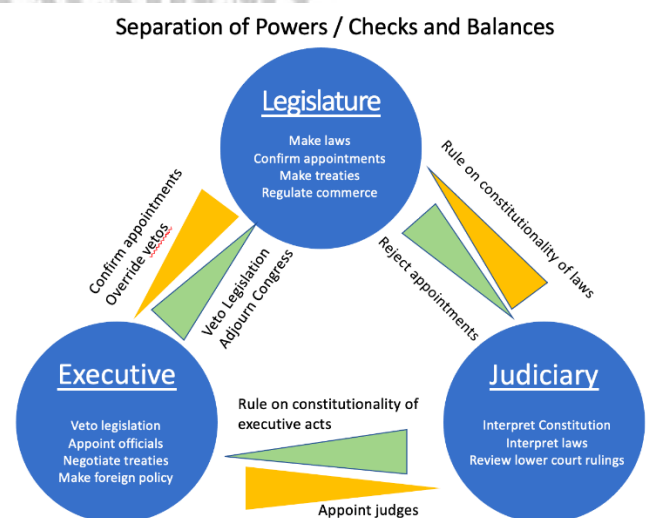 Separation of Powers / Checks and Balances
Legislature
Make laws
Confirm appointments
Make treaties
Regulate commerce
Confirm appointments
Override vetos
Veto Legislation
Adjourn Congress
Rule on constitutionality of laws
Reject appointments
Executive
Veto legislation
Appoint officials
Negotiate treaties
Make foreign policy
Rule on constitutionality of
executive acts
Appoint judges
Judiciary
Interpret Constitution
Interpret laws
Review lower court rulings